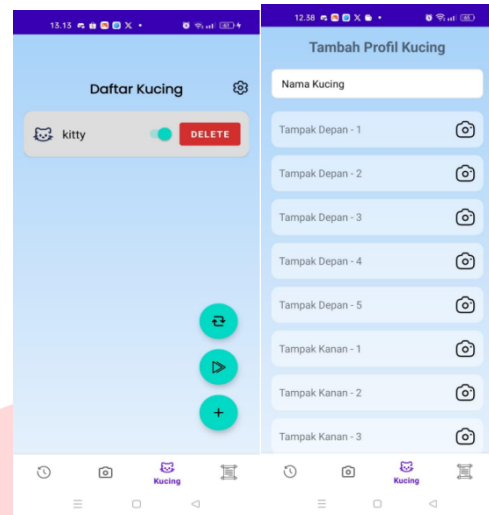 13.13
Daftar Kucing
kitty
DELETE
Kucing
12.38
Tambah Profil Kucing
Nama Kucing
Tampak Depan - 1
Tampak Depan - 2
Tampak Depan - 3
Tampak Depan - 4
Tampak Depan - 5
Tampak Kanan - 1
Tampak Kanan - 2
Tampak Kanan - 3
Kucing